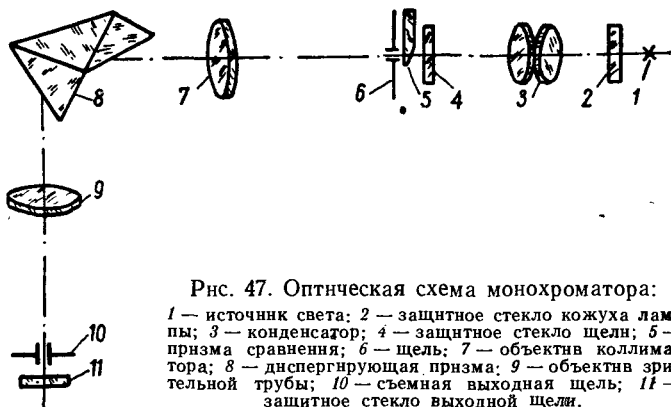 8
7
6
5
4
3
2
1
9
10
11
Рис. 47. Оптическая схема монохроматора:
1 — источник света; 2 — защитное стекло кожуха лам
пы; 3 — конденсатор; 4 — защитное стекло щели; 5 —
призма сравнения; 6 — щель; 7 — объектив коллима
тора; 8 — диспергирующая призма; 9 — объектив зри
тельной трубы; 10 — съемная выходная щель; 11 —
защитное стекло выходной щели.